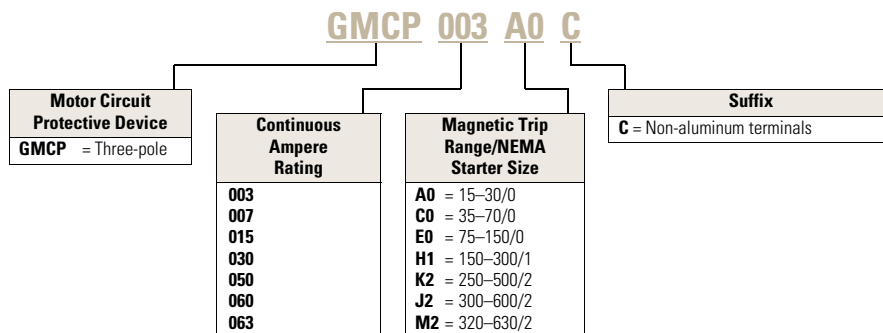 GMCP 003 A0 C
Motor Circuit
Protective Device
GMCP = Three-pole
Continuous
Ampere
Rating
003
007
015
030
050
060
063
Magnetic Trip
Range/NEMA
Starter Size
A0 = 15–30/0
C0 = 35–70/0
E0 = 75–150/0
H1 = 150–300/1
K2 = 250–500/2
J2 = 300–600/2
M2 = 320–630/2
Suffix
C = Non-aluminum terminals